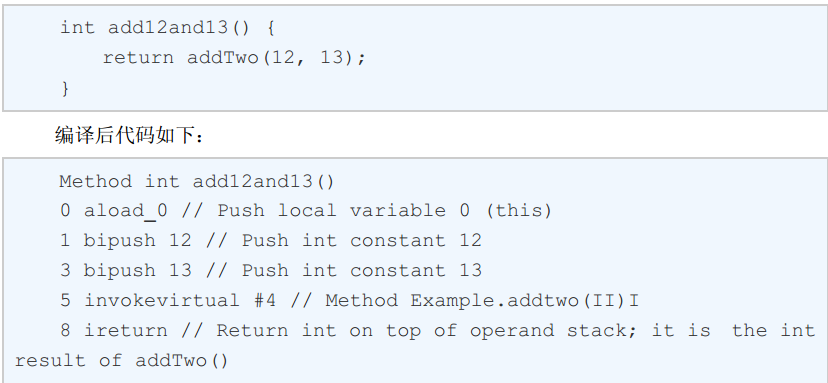 int add12and13() {
return addTwo(12, 13);
}
编译后代码如下：
Method int add12and13()
0 aload_0 // Push local variable 0 (this)
1 bipush 12 // Push int constant 12
3 bipush 13 // Push int constant 13
5 invokevirtual #4 // Method Example.addtwo(II)I
8 ireturn // Return int on top of operand stack; it is the int
result of addTwo()